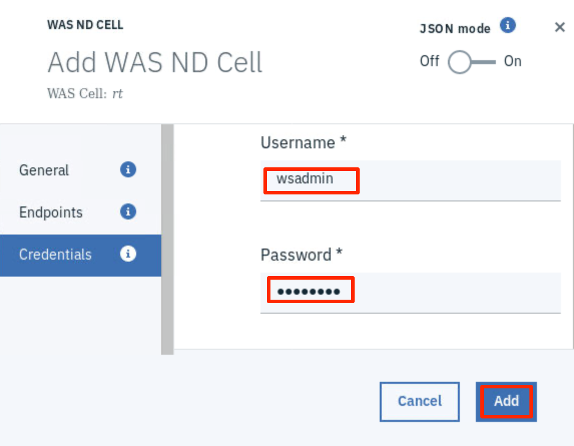 WAS ND CELL
JSON mode
Add WAS ND Cell
Off On
WAS Cell: rt
Username *
General
wsadmin
Endpoints
Credentials
Password *
••••••••
Cancel
Add